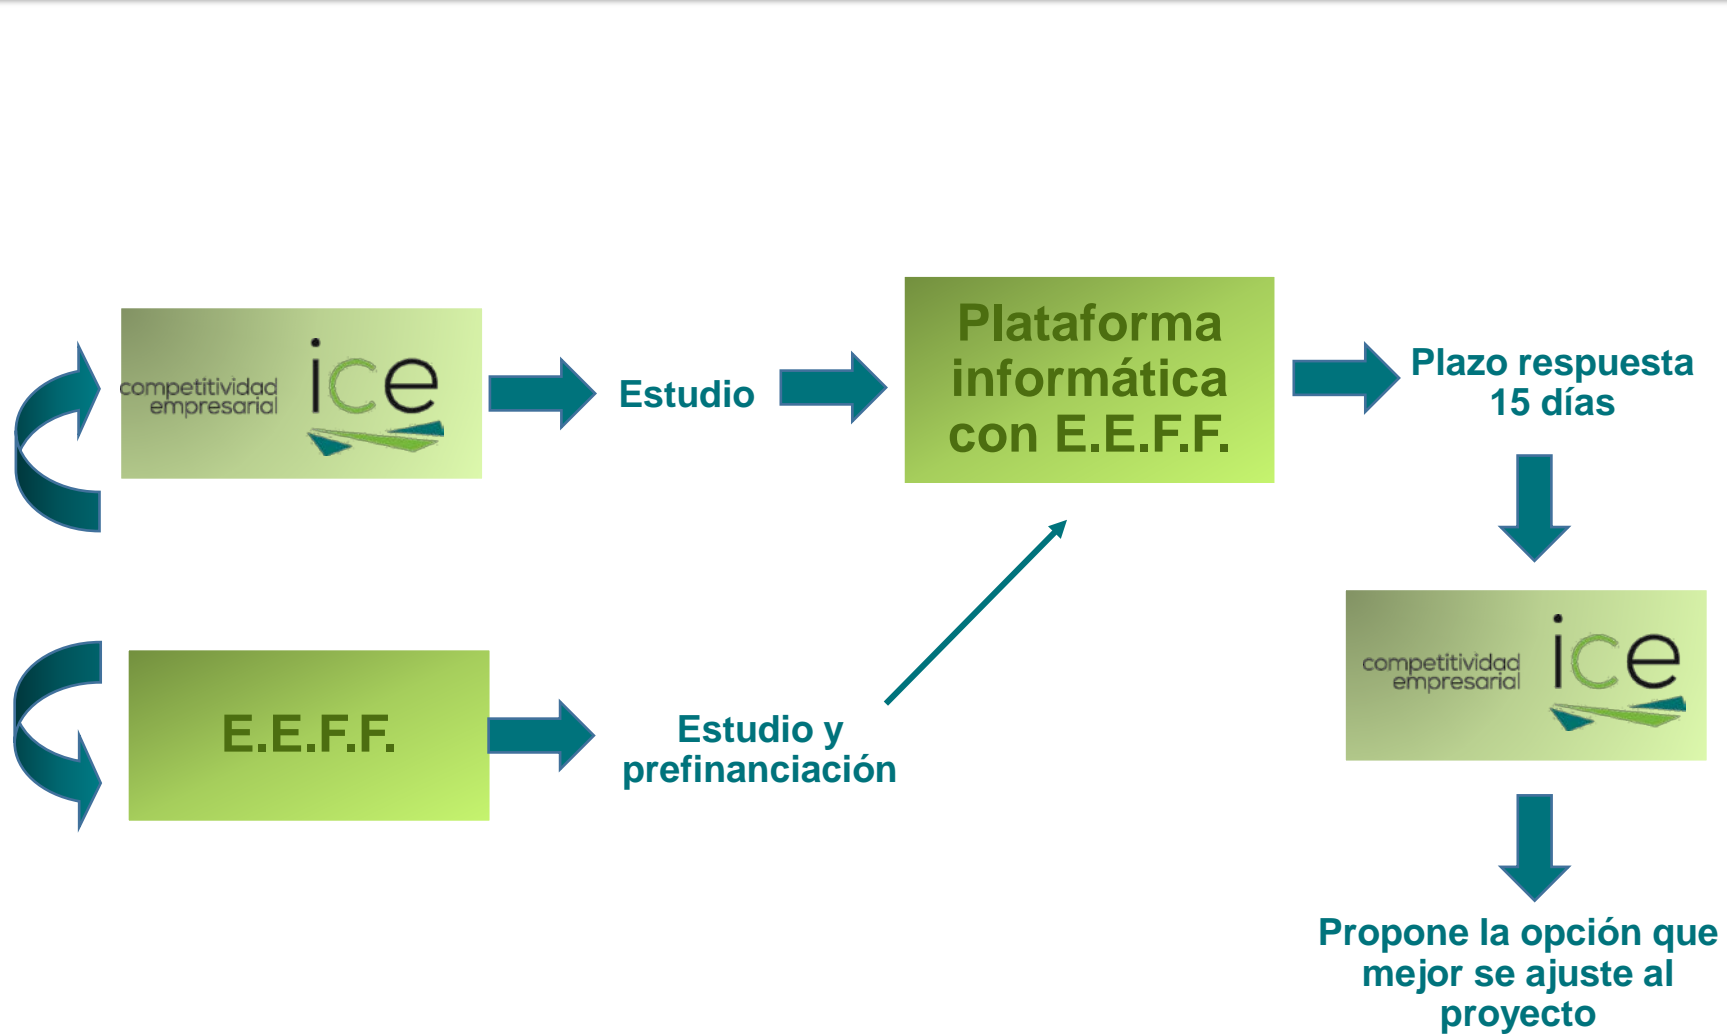 competitividad
empresarial
ice
Estudio
Plataforma
informática
con E.E.F.F.
Plazo respuesta
15 días
E.E.F.F.
Estudio y
prefinanciación
competitividad
empresarial
ice
Propone la opción que
mejor se ajuste al
proyecto